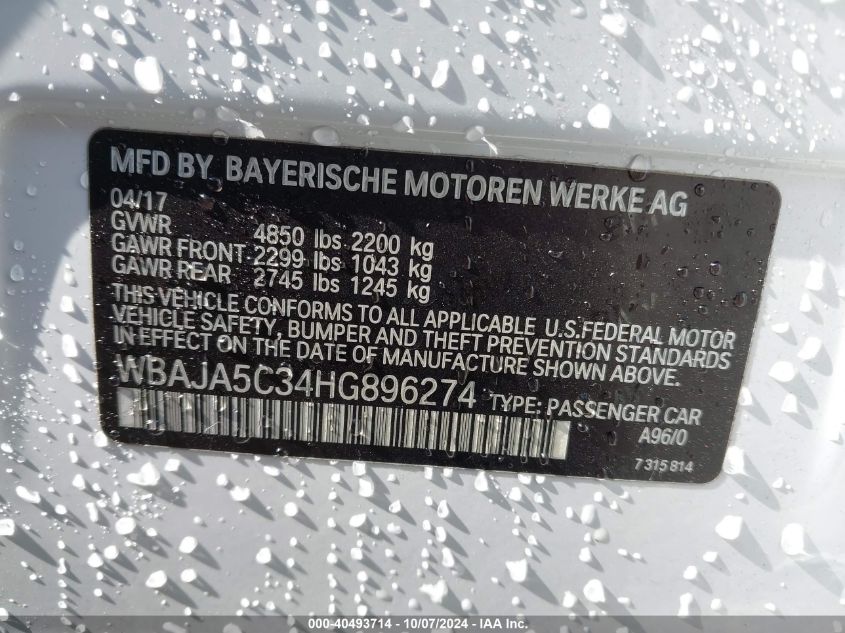 MFD BY BAYERISCHE MOTOREN WERKE AG
04/17
GVWR 4850 lbs 2200 kg
GAWR FRONT 2299 lbs 1043 kg
GAWR REAR 2745 lbs 1245 kg
THIS VEHICLE CONFORMS TO ALL APPLICABLE U.S.FEDERAL MOTOR
VEHICLE SAFETY, BUMPER AND THEFT PREVENTION STANDARDS
IN EFFECT ON THE DATE OF MANUFACTURE SHOWN ABOVE.
WBAJA5C34HG896274 TYPE: PASSENGER CAR
A96/0
7 315 814
000-40493714 - 10/07/2024 - IAA Inc.